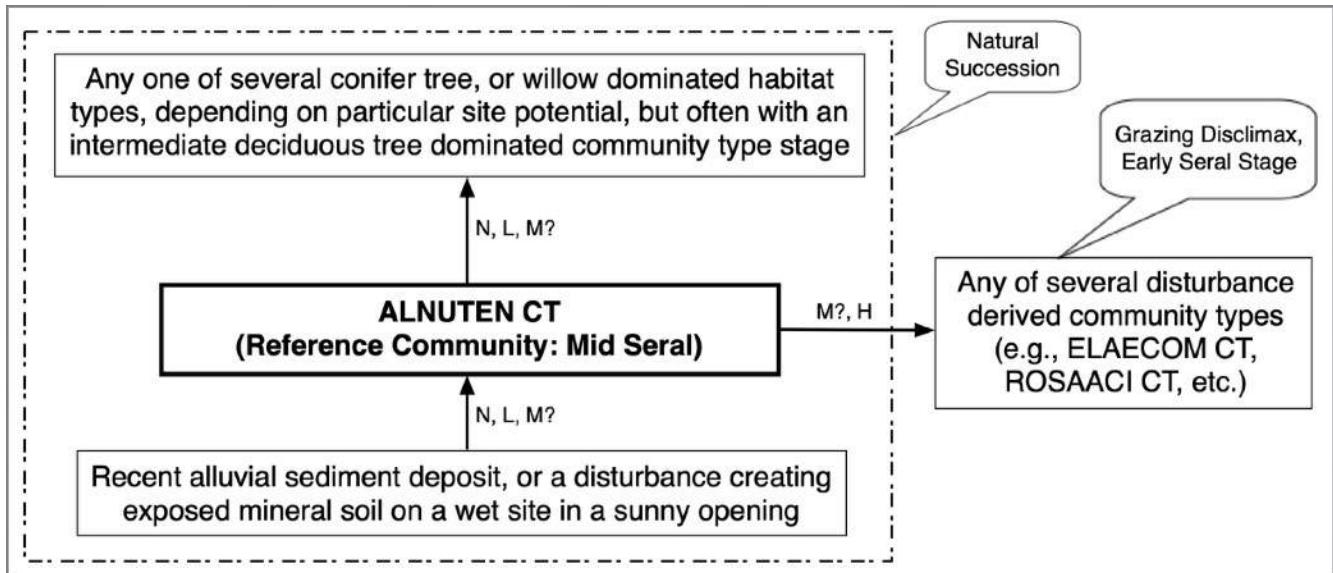 Any one of several conifer tree, or willow dominated habitat
types, depending on particular site potential, but often with an
intermediate deciduous tree dominated community type stage
Natural
Succession
Grazing Disclimax,
Early Seral Stage
N, L, M?
ALNUTEN CT
(Reference Community: Mid Seral)
M?, H
Any of several disturbance
derived community types
(e.g., ELAECOM CT,
ROSAACI CT, etc.)
N, L, M?
Recent alluvial sediment deposit, or a disturbance creating
exposed mineral soil on a wet site in a sunny opening